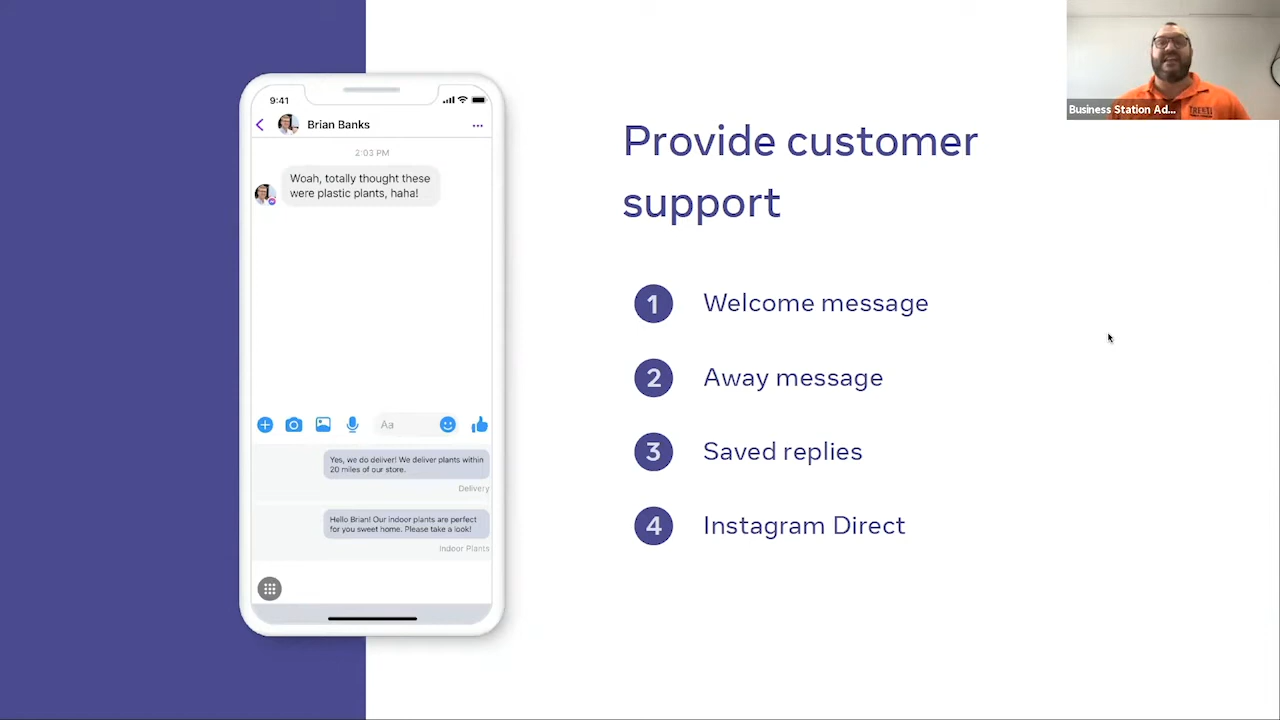 9:41
Brian Banks
2:03 PM
Woah, totally thought these
were plastic plants, haha!
Aa
Yes, we do deliver! We deliver plants within
20 miles of our store.
Delivery
Hello Brian! Our indoor plants are perfect
for you sweet home. Please take a look!
Indoor Plants
Provide customer
support
1 Welcome message
2 Away message
3 Saved replies
4 Instagram Direct
Business Station Ad...